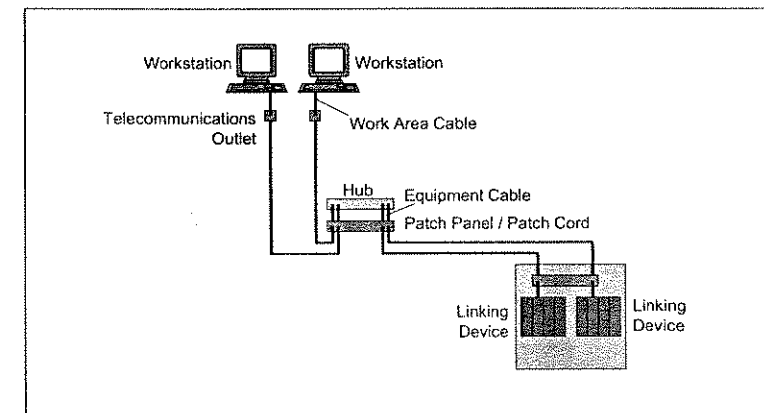 Workstation
Workstation
Telecommunications
Outlet
Work Area Cable
Hub
Equipment Cable
Patch Panel / Patch Cord
Linking
Device
Linking
Device